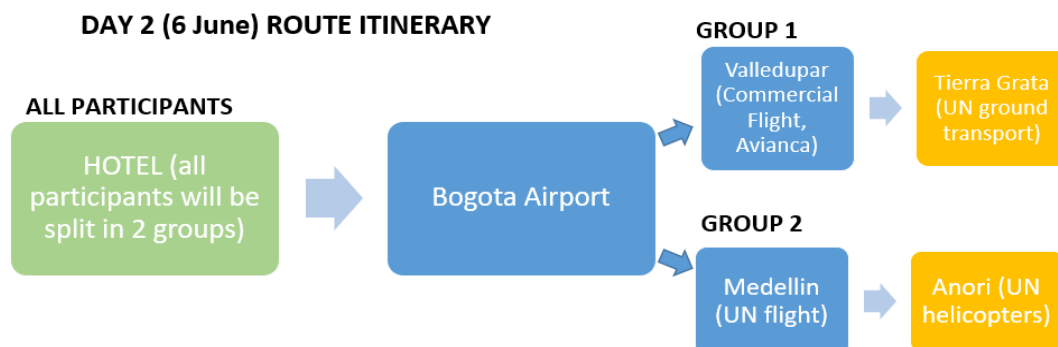 DAY 2 (6 June) ROUTE ITINERARY
ALL PARTICIPANTS
HOTEL (all
participants will be
split in 2 groups)
Bogota Airport
GROUP 1
Valledupar
(Commercial
Flight,
Avianca)
Tierra Grata
(UN ground
transport)
GROUP 2
Medellin
(UN flight)
Anori (UN
helicopters)